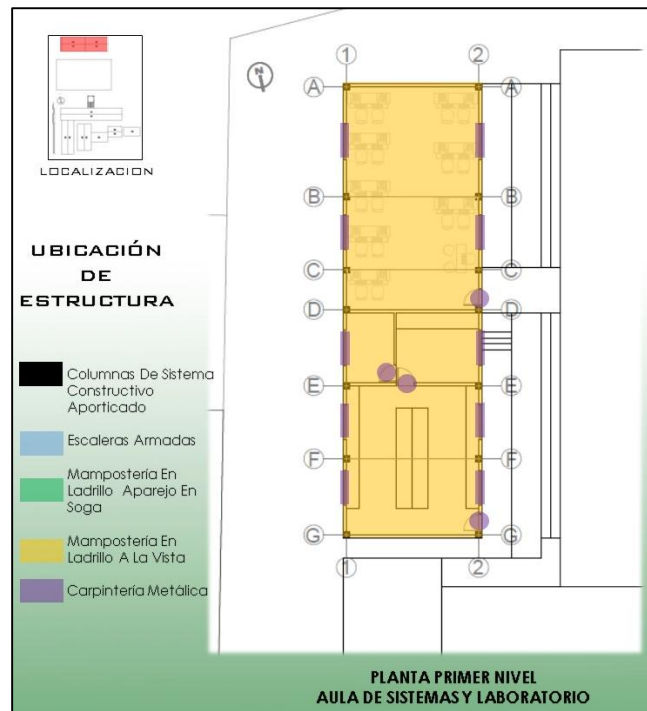 1
2
N
A
A
B
B
C
C
D
D
E
E
F
F
G
G
1
2
LOCALIZACION
UBICACIÓN
DE
ESTRUCTURA
Columnas De Sistema
Constructivo
Aporticado
Escaleras Armadas
Mampostería En
Ladrillo Aparejo En
Soga
Mampostería En
Ladrillo A La Vista
Carpintería Metálica
PLANTA PRIMER NIVEL
AULA DE SISTEMAS Y LABORATORIO